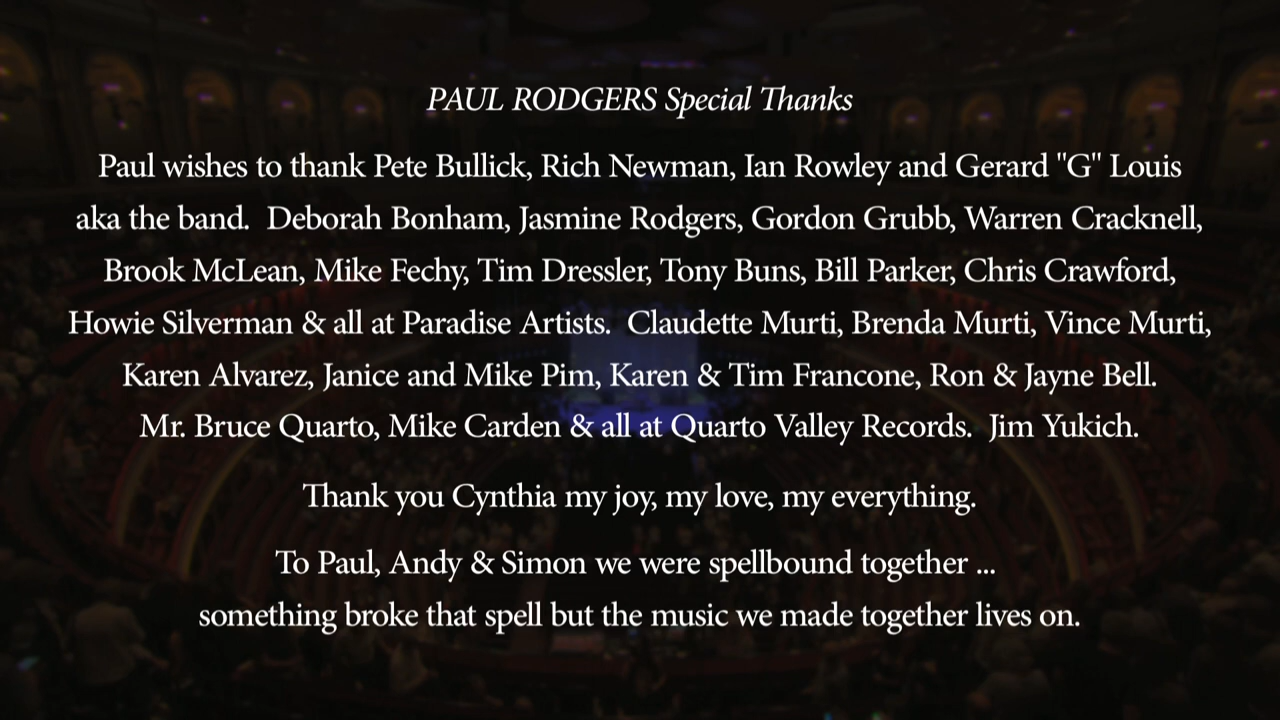 PAUL RODGERS Special Thanks
Paul wishes to thank Pete Bullick, Rich Newman, Ian Rowley and Gerard "G" Louis
aka the band.  Deborah Bonham, Jasmine Rodgers, Gordon Grubb, Warren Cracknell,
Brook McLean, Mike Fechy, Tim Dressler, Tony Buns, Bill Parker, Chris Crawford,
Howie Silverman & all at Paradise Artists.  Claudette Murti, Brenda Murti, Vince Murti,
Karen Alvarez, Janice and Mike Pim, Karen & Tim Francone, Ron & Jayne Bell.
Mr. Bruce Quarto, Mike Carden & all at Quarto Valley Records.  Jim Yukich.
Thank you Cynthia my joy, my love, my everything.
To Paul, Andy & Simon we were spellbound together ...
something broke that spell but the music we made together lives on.